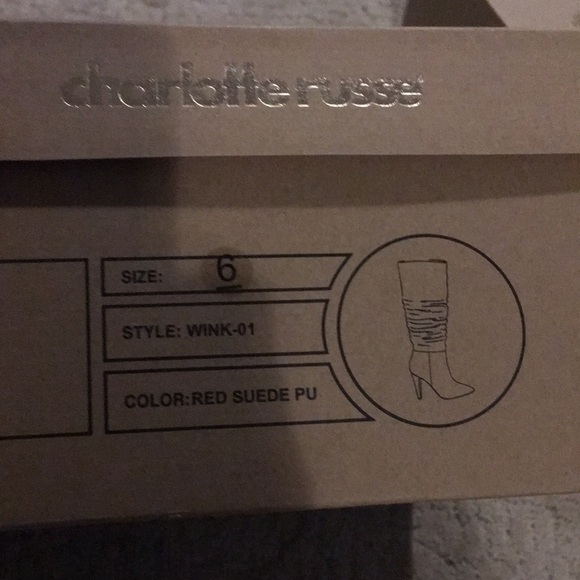 charlotte russe
SIZE: 6
STYLE: WINK-01
COLOR:RED SUEDE PU